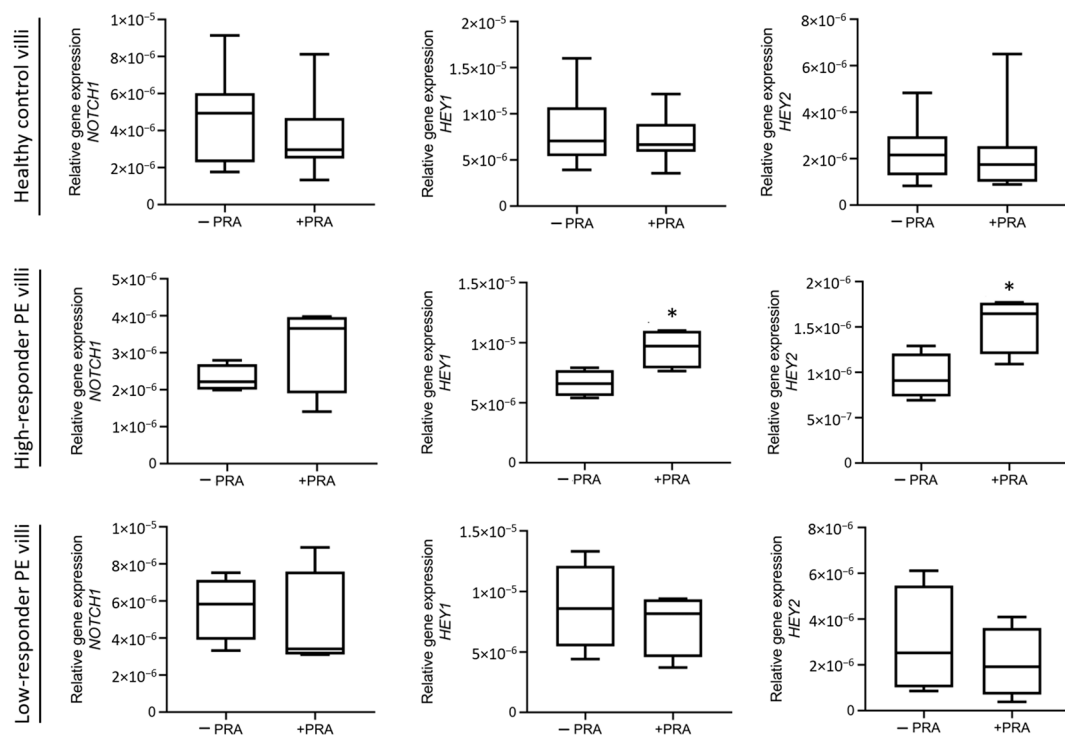 Healthy control villi
Relative gene expression
NOTCH1
1×10⁻⁵
8×10⁻⁶
6×10⁻⁶
4×10⁻⁶
2×10⁻⁶
0
− PRA
+PRA
Relative gene expression
HEY1
2×10⁻⁵
1.5×10⁻⁵
1×10⁻⁵
5×10⁻⁶
0
− PRA
+PRA
Relative gene expression
HEY2
8×10⁻⁶
6×10⁻⁶
4×10⁻⁶
2×10⁻⁶
0
− PRA
+PRA
High-responder PE villi
Relative gene expression
NOTCH1
5×10⁻⁶
4×10⁻⁶
3×10⁻⁶
2×10⁻⁶
1×10⁻⁶
0
− PRA
+PRA
Relative gene expression
HEY1
1.5×10⁻⁵
1×10⁻⁵
5×10⁻⁶
0
*
− PRA
+PRA
Relative gene expression
HEY2
2×10⁻⁶
1.5×10⁻⁶
1×10⁻⁶
5×10⁻⁷
0
*
− PRA
+PRA
Low-responder PE villi
Relative gene expression
NOTCH1
1×10⁻⁵
8×10⁻⁶
6×10⁻⁶
4×10⁻⁶
2×10⁻⁶
0
− PRA
+PRA
Relative gene expression
HEY1
1.5×10⁻⁵
1×10⁻⁵
5×10⁻⁶
0
− PRA
+PRA
Relative gene expression
HEY2
8×10⁻⁶
6×10⁻⁶
4×10⁻⁶
2×10⁻⁶
0
− PRA
+PRA